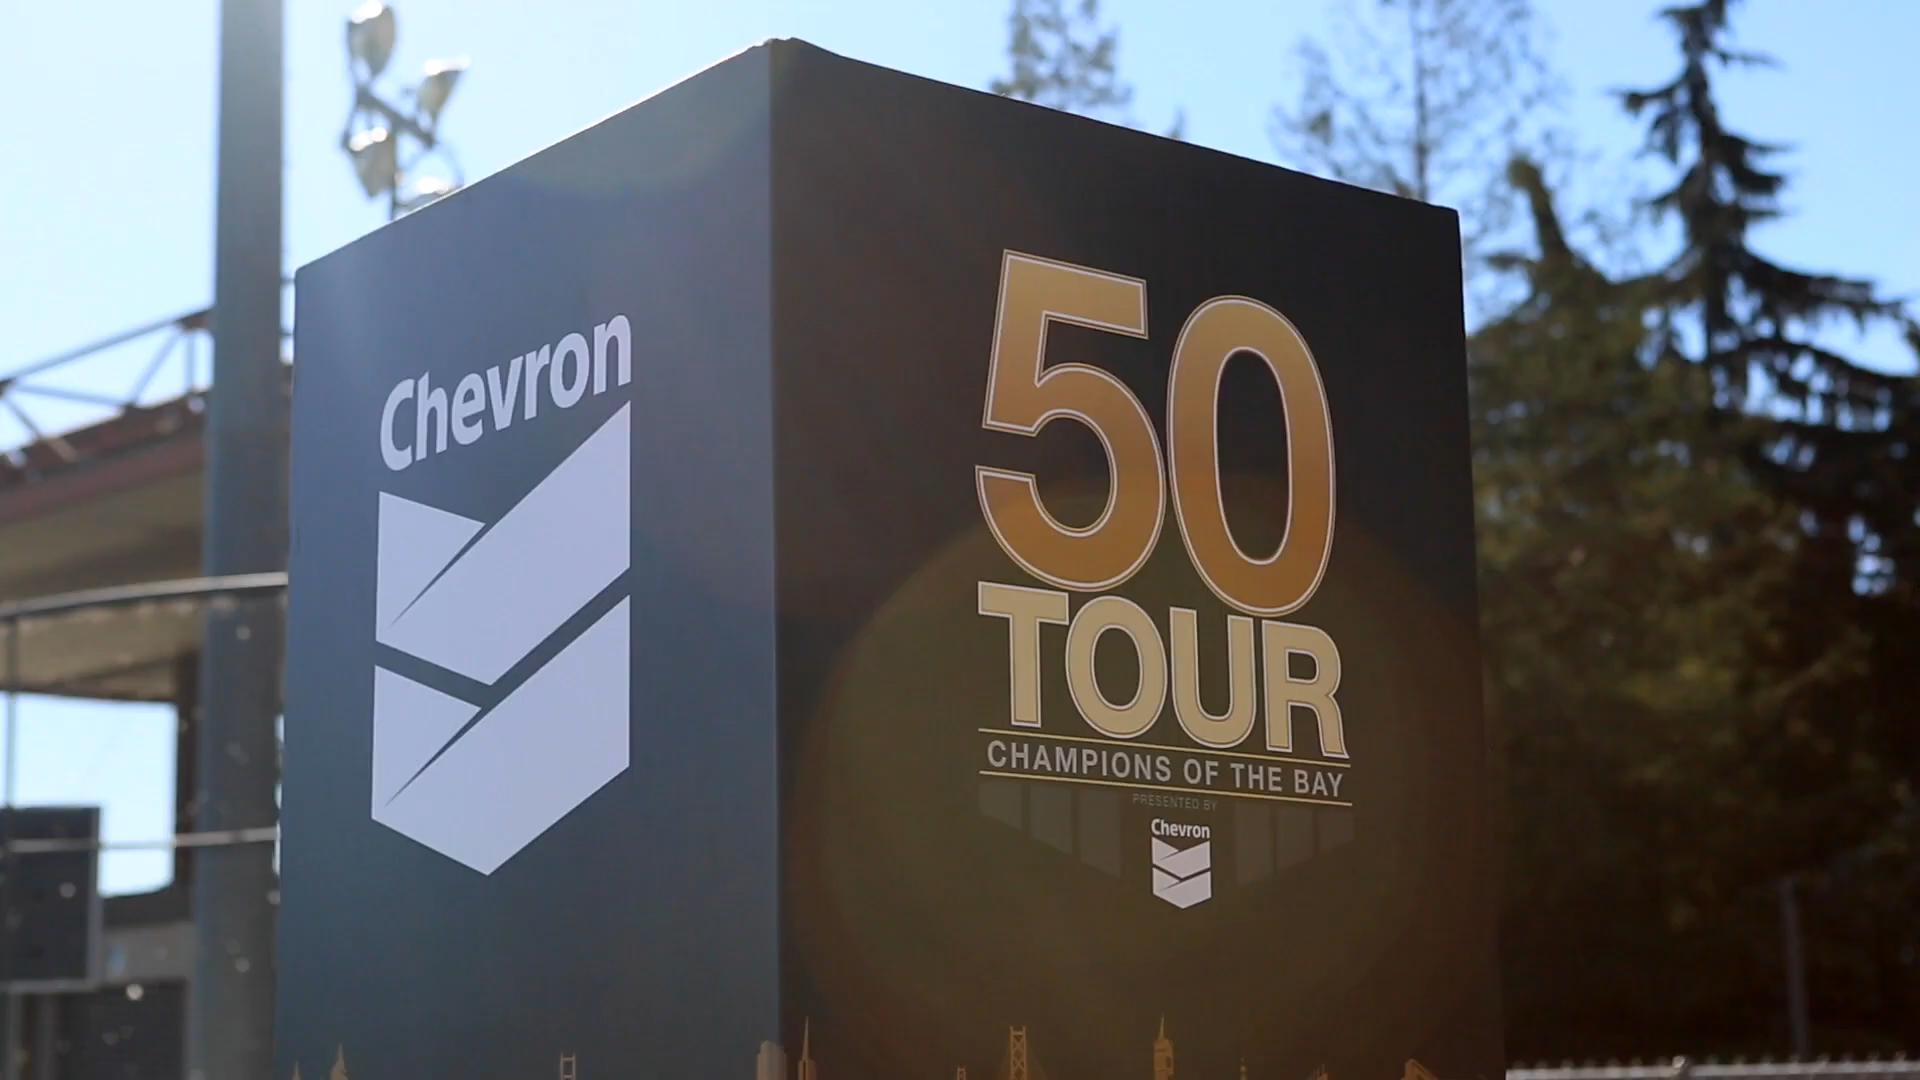 Chevron
50
TOUR
CHAMPIONS OF THE BAY
PRESENTED BY
Chevron